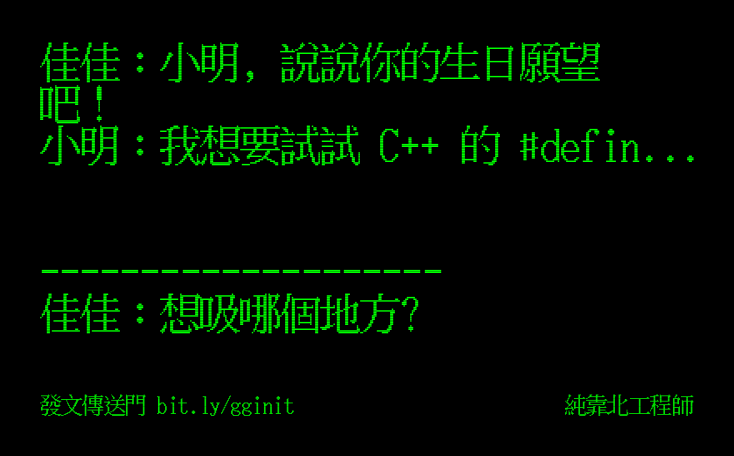 佳佳：小明，說說你的生日願望
吧！
小明：我想要試試 C++ 的 #defin...
--------------------
佳佳：想吸哪個地方？
發文傳送門 bit.ly/gginit
純靠北工程師